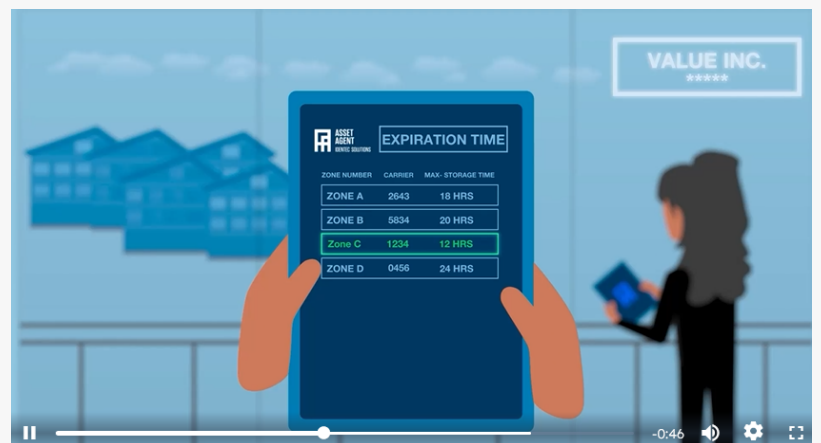 VALUE INC.
*****
ASSET
AGENT
IDENTEC SOLUTIONS
EXPIRATION TIME
ZONE NUMBER CARRIER MAX- STORAGE TIME
ZONE A 2643 18 HRS
ZONE B 5834 20 HRS
Zone C 1234 12 HRS
ZONE D 0456 24 HRS
-0:46